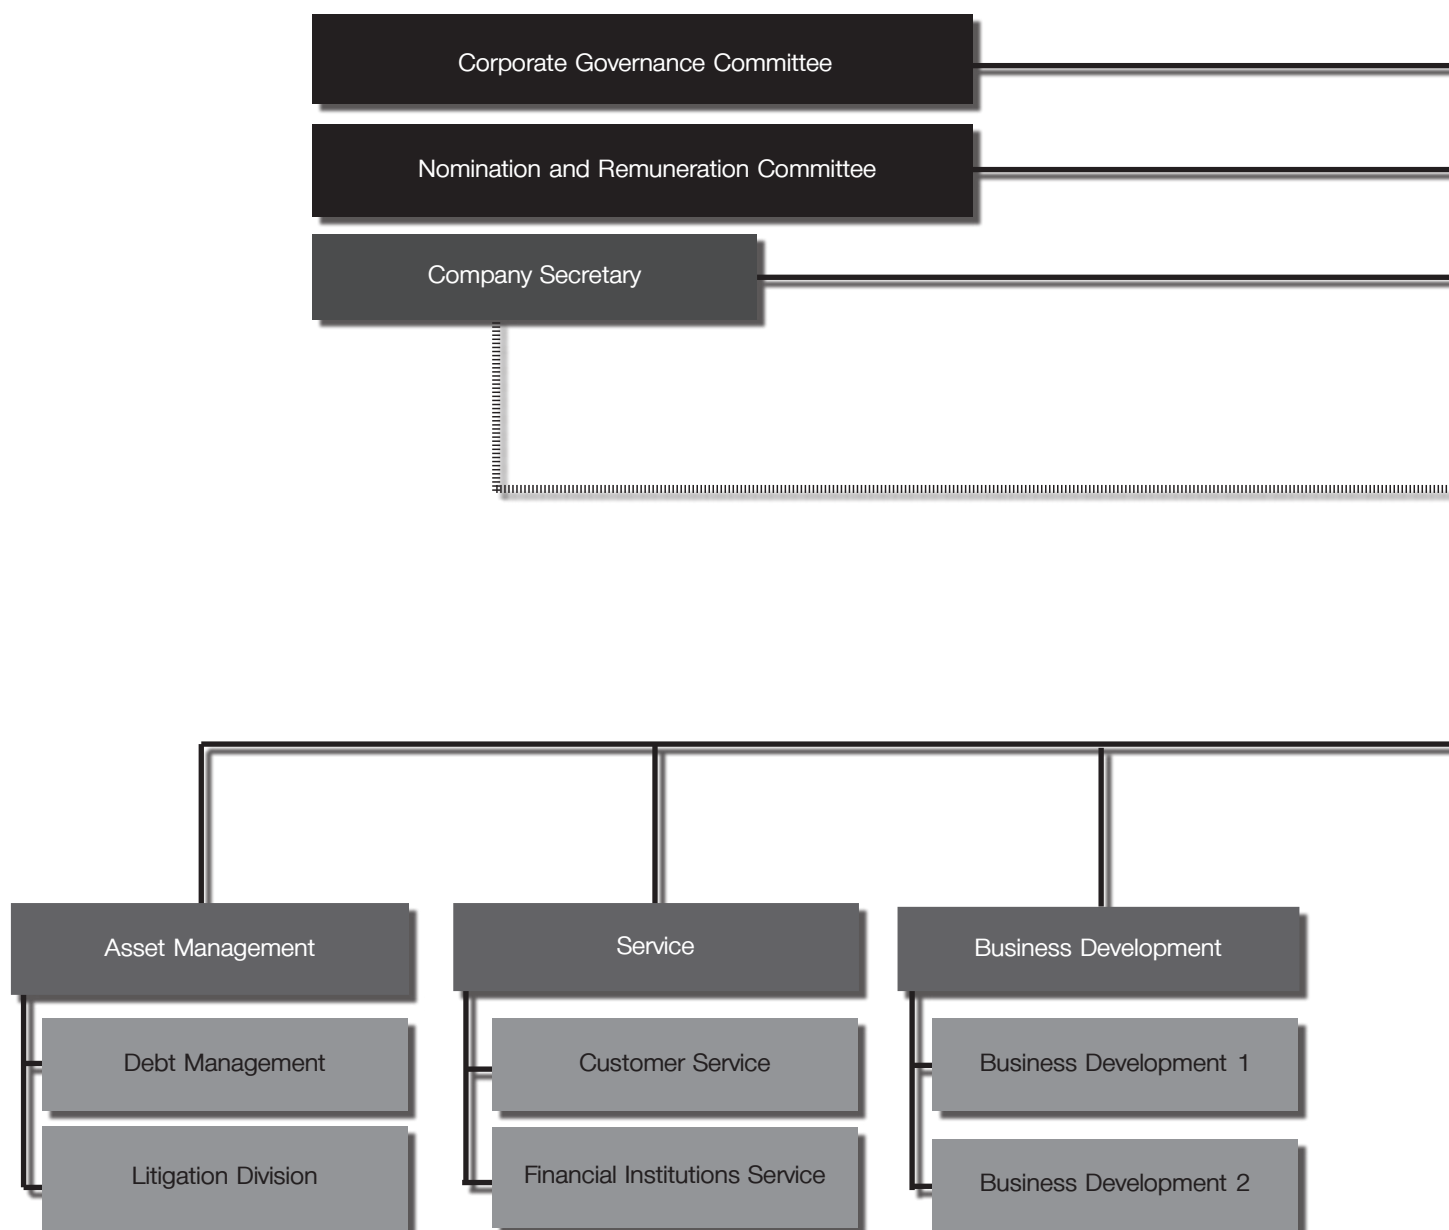 Corporate Governance Committee
Nomination and Remuneration Committee
Company Secretary
Asset Management
Service
Business Development
Debt Management
Customer Service
Business Development 1
Litigation Division
Financial Institutions Service
Business Development 2